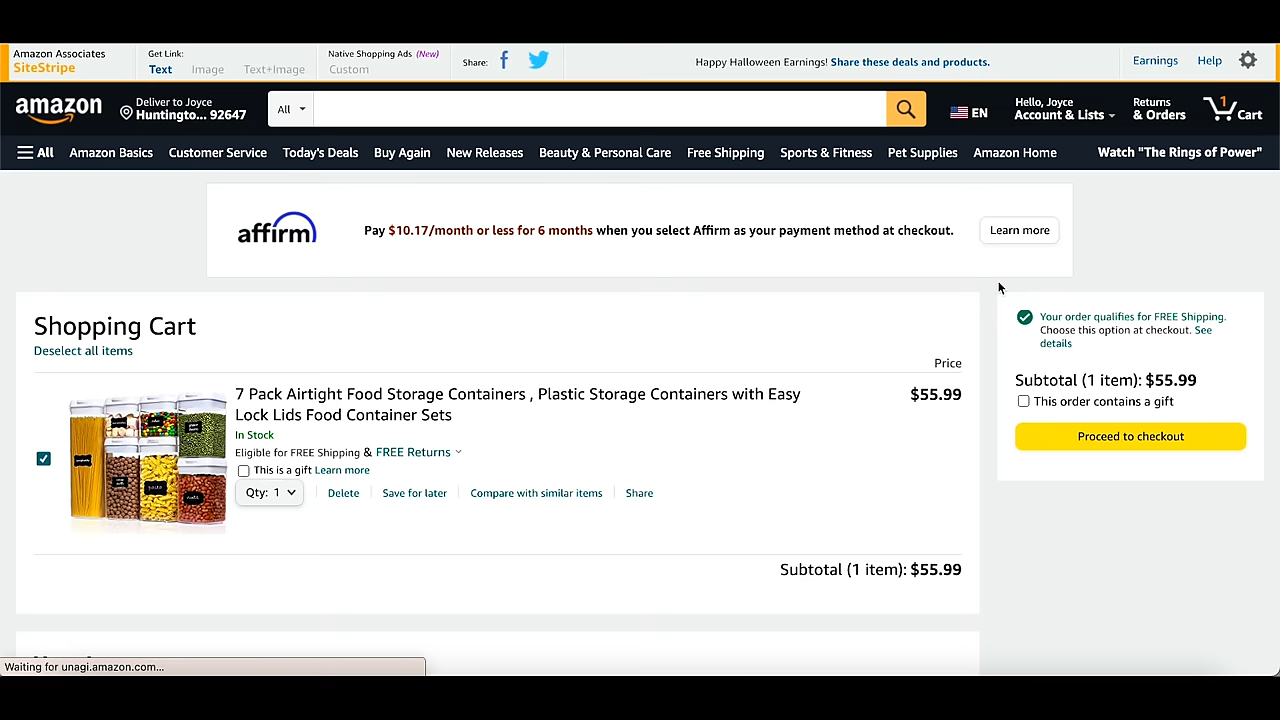 Amazon Associates
SiteStripe
Get Link:
Text Image Text+Image
Native Shopping Ads (New)
Custom
Share:
Happy Halloween Earnings! Share these deals and products.
Earnings Help
amazon
Deliver to Joyce
Huntingto... 92647
All
EN
Hello, Joyce
Account & Lists
Returns
& Orders
1
Cart
All Amazon Basics Customer Service Today's Deals Buy Again New Releases Beauty & Personal Care Free Shipping Sports & Fitness Pet Supplies Amazon Home Watch "The Rings of Power"
affirm
Pay $10.17/month or less for 6 months when you select Affirm as your payment method at checkout.
Learn more
Shopping Cart
Deselect all items
Price
7 Pack Airtight Food Storage Containers , Plastic Storage Containers with Easy
Lock Lids Food Container Sets
$55.99
In Stock
Eligible for FREE Shipping & FREE Returns
This is a gift Learn more
Qty: 1 Delete Save for later Compare with similar items Share
Subtotal (1 item): $55.99
Your order qualifies for FREE Shipping.
Choose this option at checkout. See
details
Subtotal (1 item): $55.99
This order contains a gift
Proceed to checkout
Waiting for unagi.amazon.com...